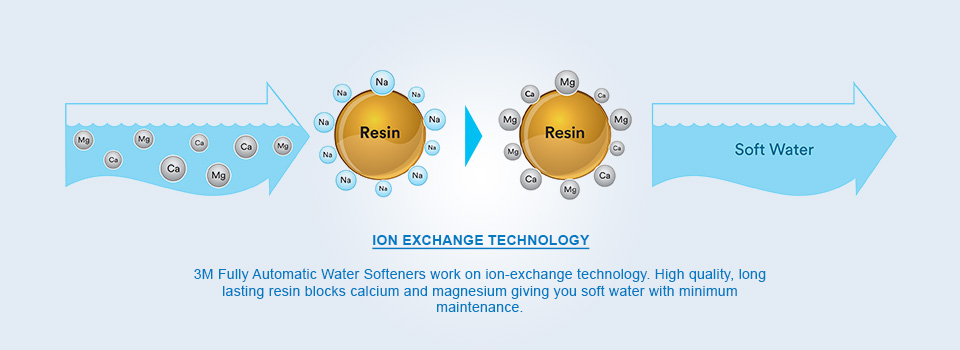 Mg Ca Mg Ca Ca Mg Ca Mg
Na Na Na Na Na Na Na Na Na Na
Resin
Mg Ca Ca Mg Mg Mg Ca Ca Mg Ca
Resin
Soft Water
ION EXCHANGE TECHNOLOGY
3M Fully Automatic Water Softeners work on ion-exchange technology. High quality, long
lasting resin blocks calcium and magnesium giving you soft water with minimum
maintenance.